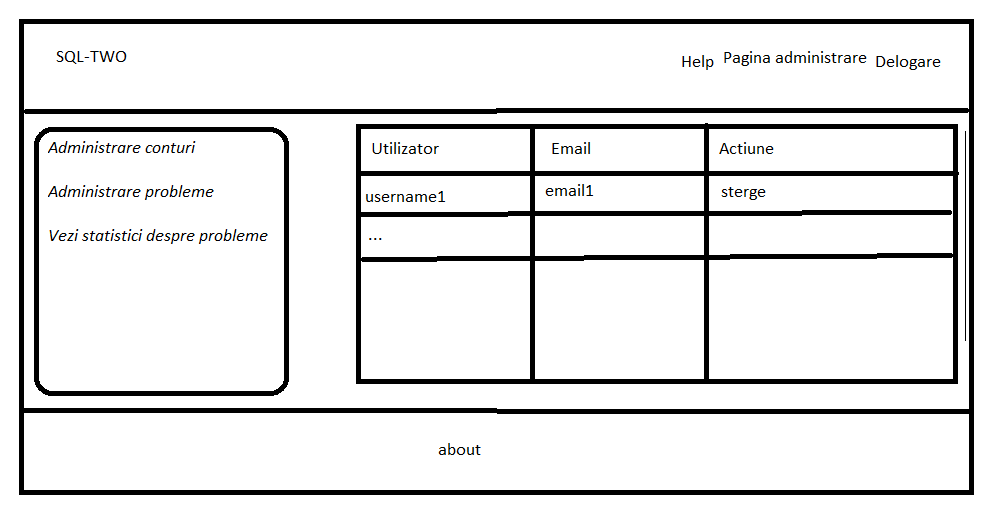 SQL-TWO
Help Pagina administrare Delogare
Administrare conturi
Administrare probleme
Vezi statistici despre probleme
Utilizator Email Actiune
username1 email1 sterge
...
about